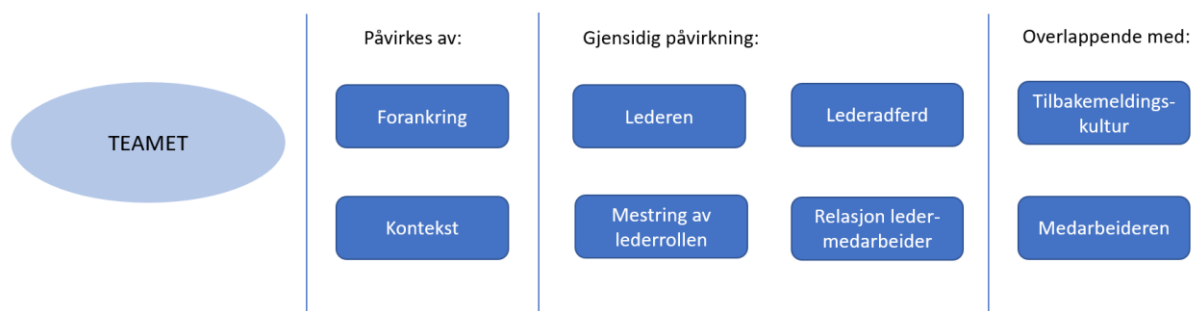 TEAMET
Påvirkes av:
Forankring
Kontekst
Gjensidig påvirkning:
Lederen
Lederadferd
Mestring av
lederrollen
Relasjon leder-
medarbeider
Overlappende med:
Tilbakemeldings-
kultur
Medarbeideren